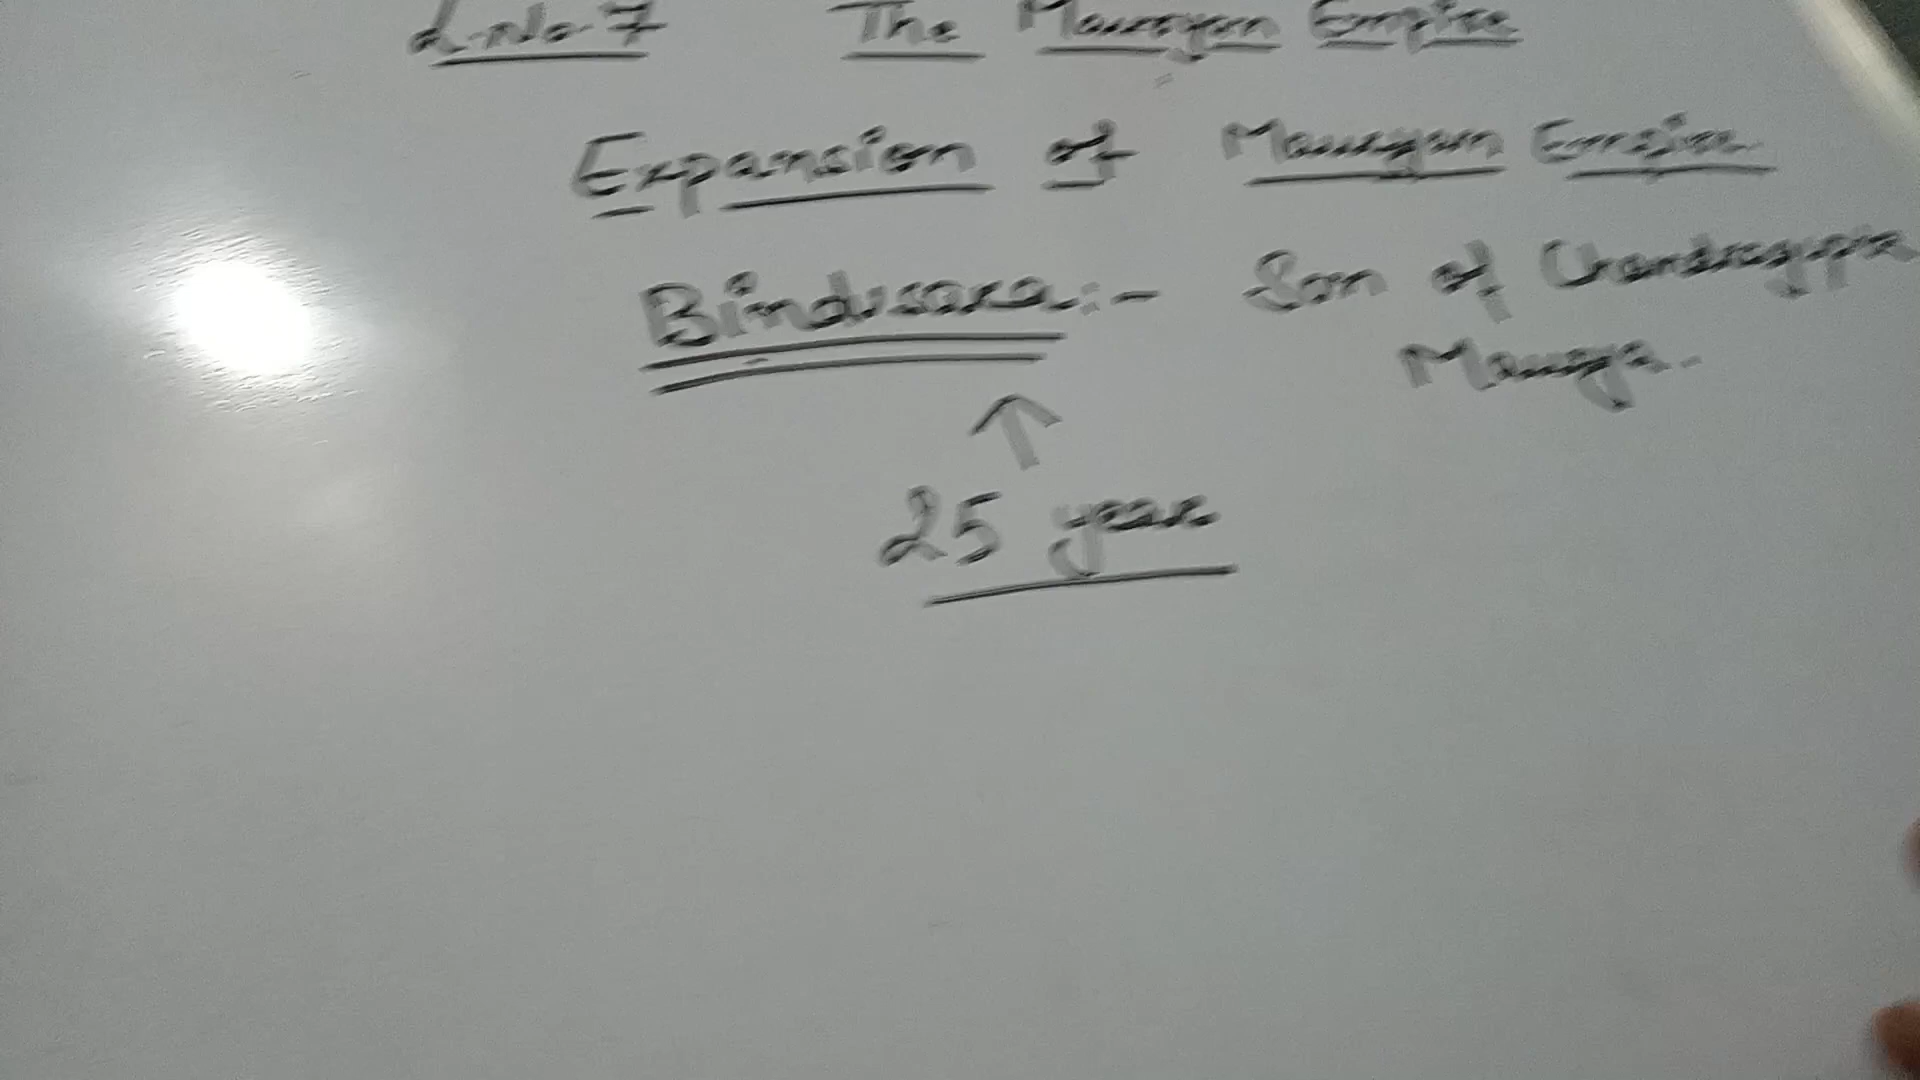 L.No.7 The Mauryan Empire
Expansion of Mauryan Empire
Bindusara:- Son of Chandragupta
Maurya.
↑
25 year